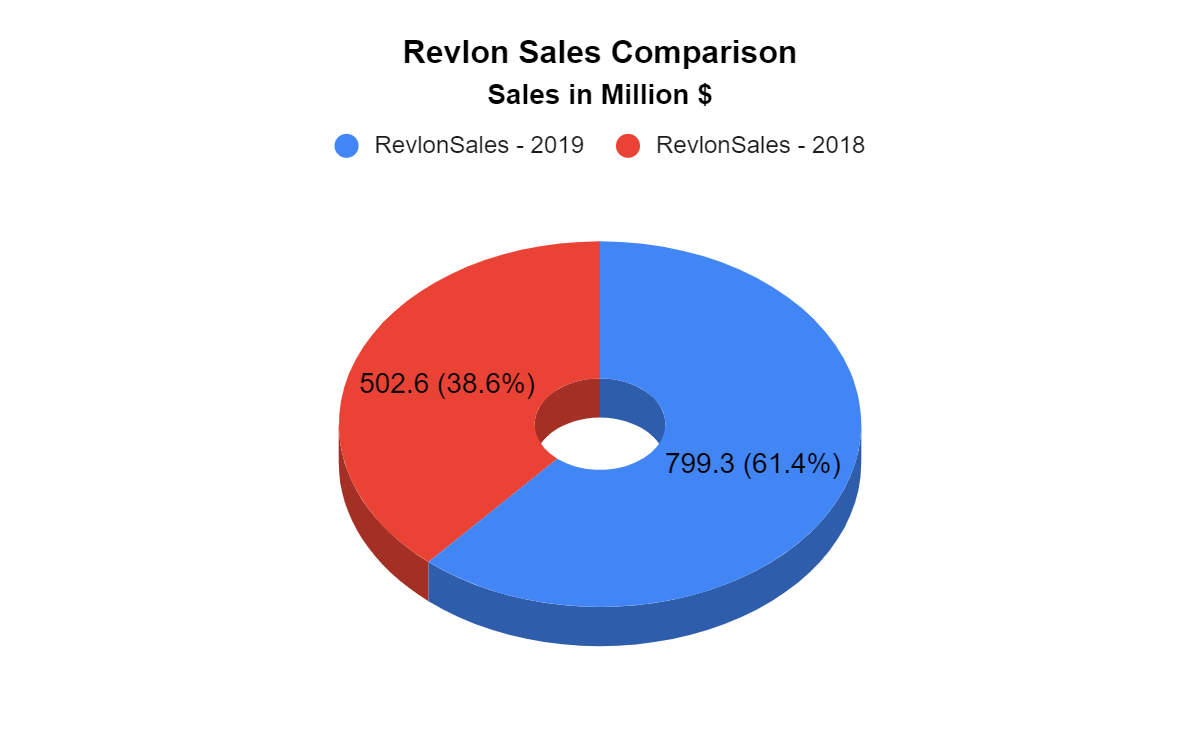 Revlon Sales Comparison
Sales in Million $
RevlonSales - 2019 RevlonSales - 2018
502.6 (38.6%)
799.3 (61.4%)